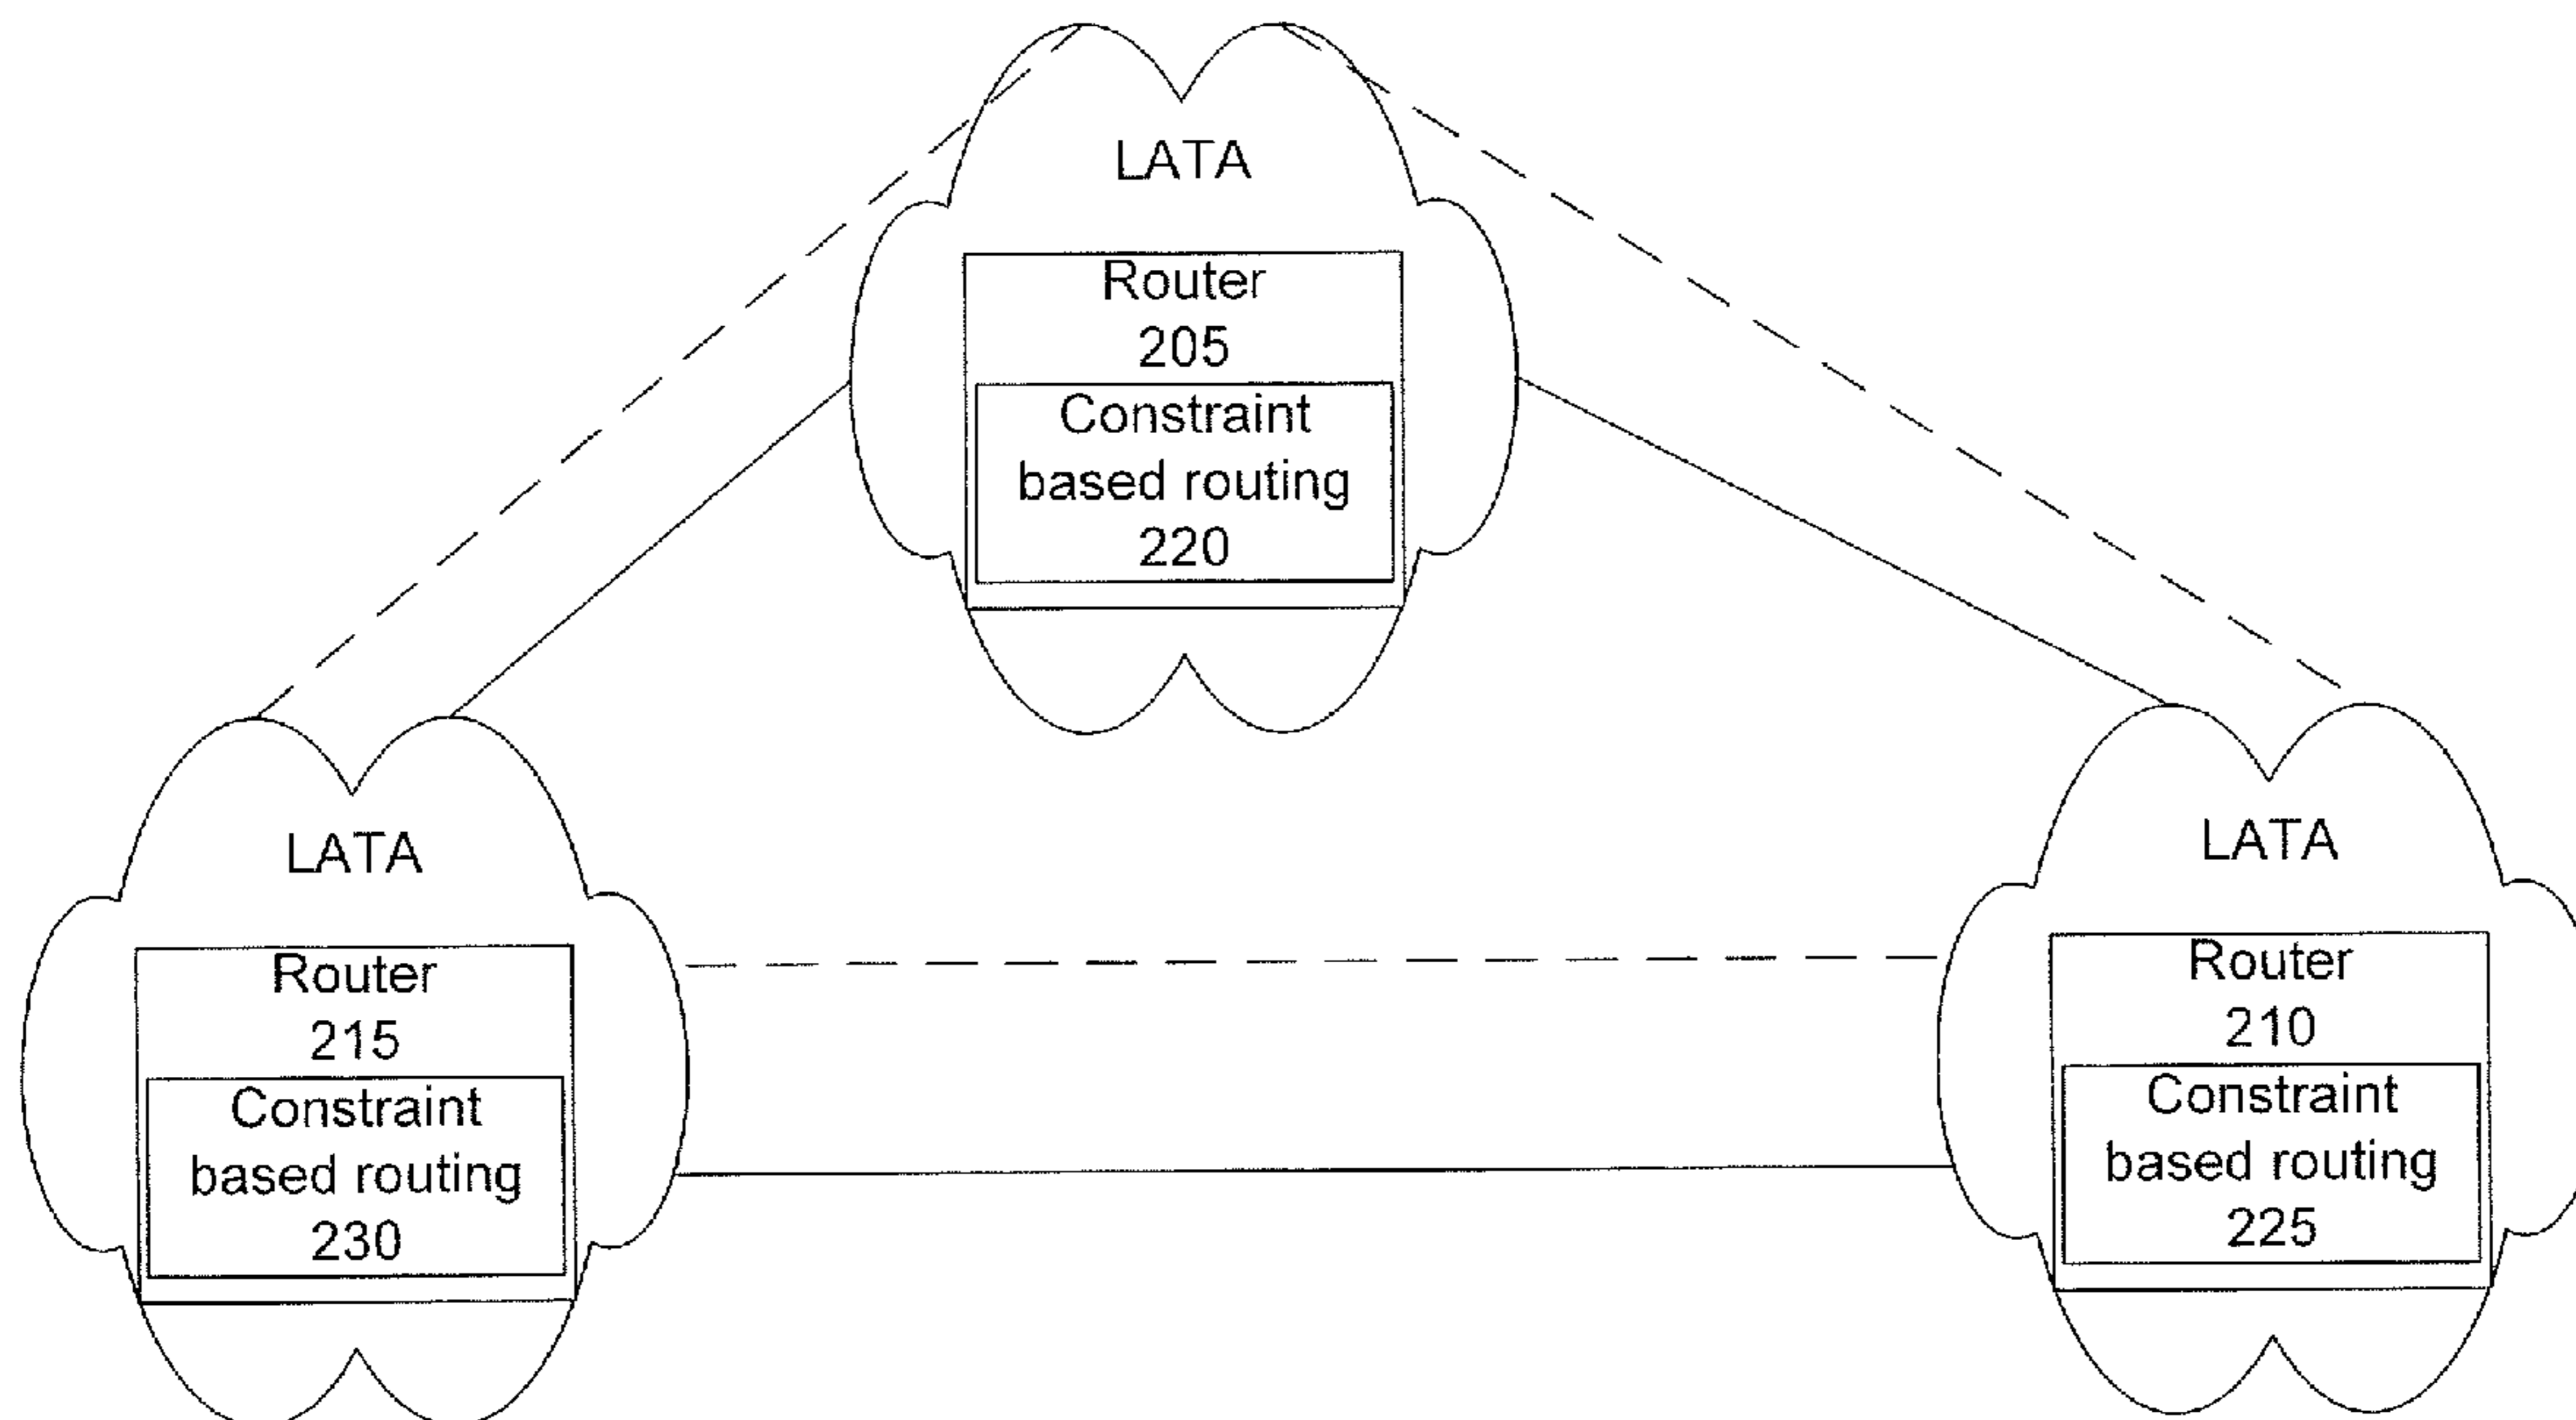 LATA
Router
205
Constraint
based routing
220
LATA
Router
215
Constraint
based routing
230
LATA
Router
210
Constraint
based routing
225